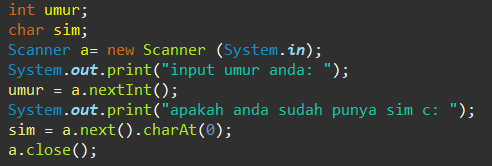 int umur;
char sim;
Scanner a= new Scanner (System.in);
System.out.print("input umur anda: ");
umur = a.nextInt();
System.out.print("apakah anda sudah punya sim c: ");
sim = a.next().charAt(0);
a.close();